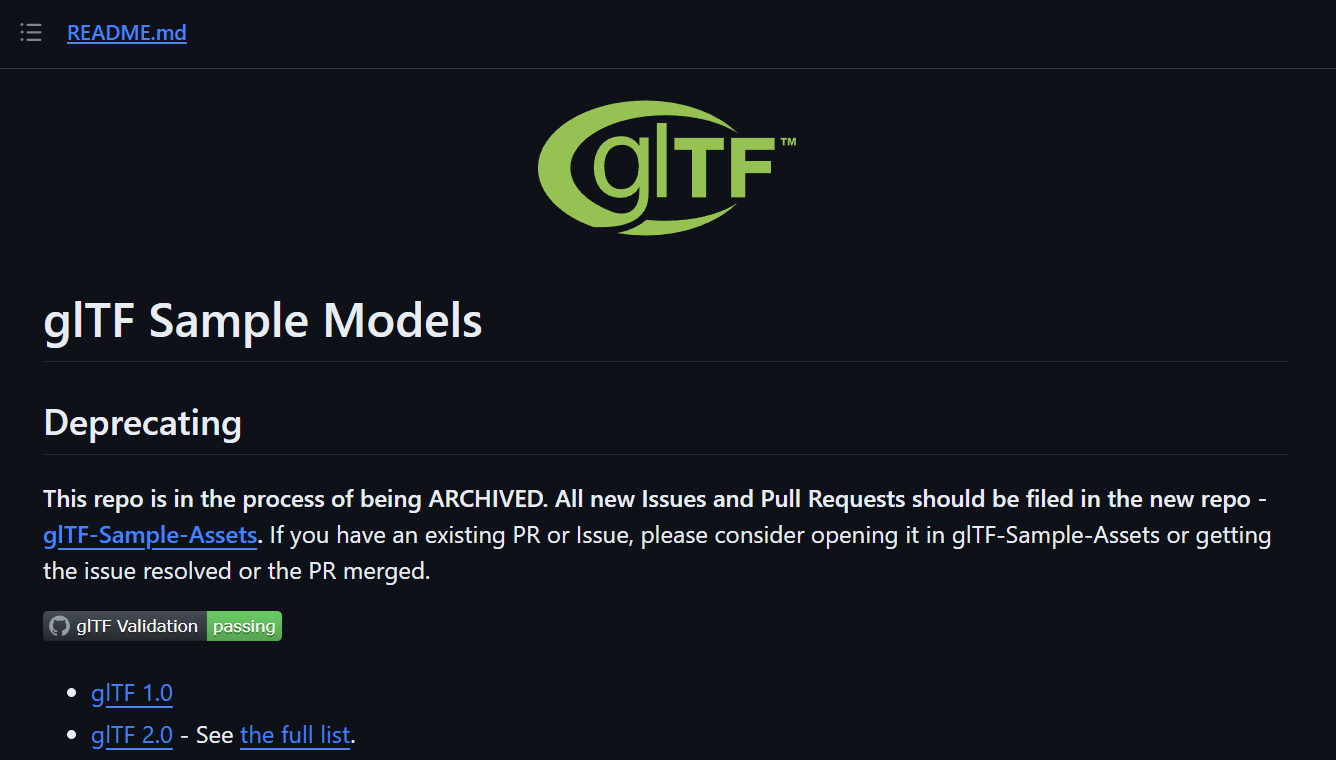 README.md
glTF™
glTF Sample Models
Deprecating
This repo is in the process of being ARCHIVED. All new Issues and Pull Requests should be filed in the new repo -
glTF-Sample-Assets. If you have an existing PR or Issue, please consider opening it in glTF-Sample-Assets or getting
the issue resolved or the PR merged.
glTF Validation passing
glTF 1.0
glTF 2.0 - See the full list.